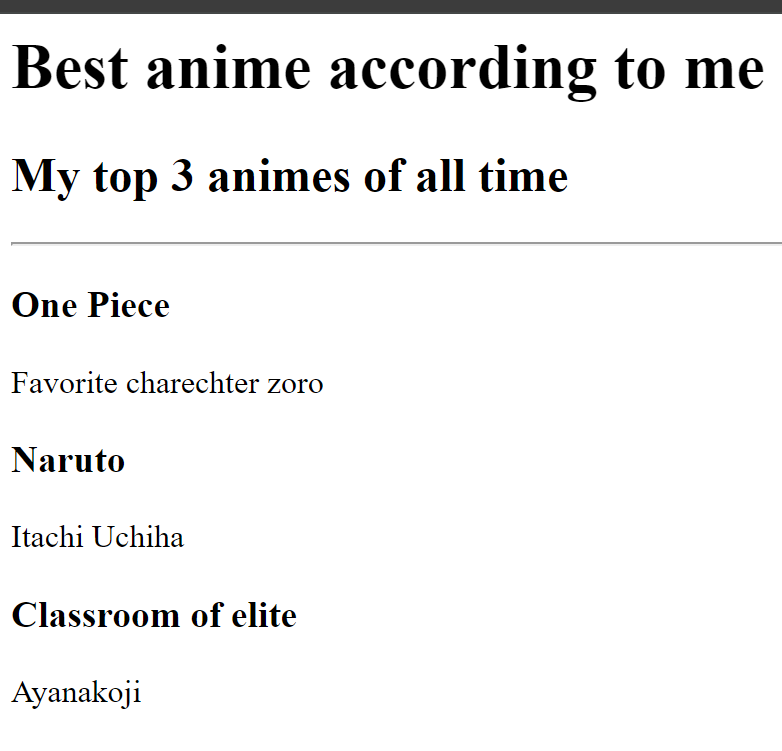 Best anime according to me
My top 3 animes of all time
One Piece
Favorite charechter zoro
Naruto
Itachi Uchiha
Classroom of elite
Ayanakoji